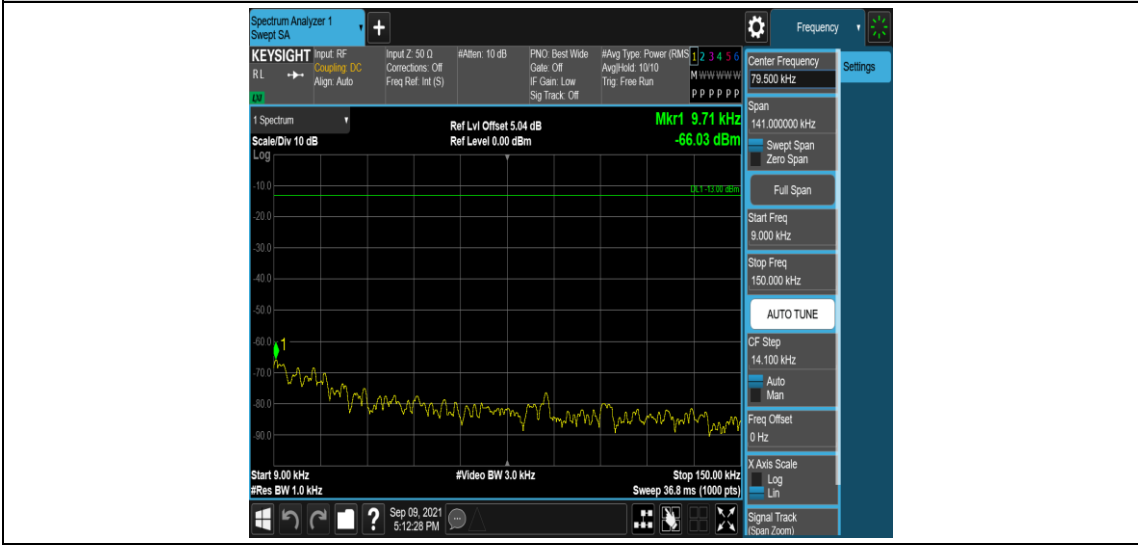 Spectrum Analyzer 1
Swept SA
+
Frequency
KEYSIGHT
RL
LM
Input: RF
Coupling: DC
Align: Auto
Input Z: 50 Ω
Corrections: Off
Freq Ref: Int (S)
#Atten: 10 dB
PNO: Best Wide
Gate: Off
IF Gain: Low
Sig Track: Off
#Avg Type: Power (RMS
Avg|Hold: 10/10
Trig: Free Run
1 2 3 4 5 6
M W W W W W
P P P P P P
1 Spectrum
Scale/Div 10 dB
Log
Ref Lvl Offset 5.04 dB
Ref Level 0.00 dBm
Mkr1 9.71 kHz
-66.03 dBm
DL1 -13.00 dBm
-10.0
-20.0
-30.0
-40.0
-50.0
-60.0
1
-70.0
-80.0
-90.0
Start 9.00 kHz
#Res BW 1.0 kHz
#Video BW 3.0 kHz
Stop 150.00 kHz
Sweep 36.8 ms (1000 pts)
Center Frequency
79.500 kHz
Settings
Span
141.000000 kHz
Swept Span
Zero Span
Full Span
Start Freq
9.000 kHz
Stop Freq
150.000 kHz
AUTO TUNE
CF Step
14.100 kHz
Auto
Man
Freq Offset
0 Hz
X Axis Scale
Log
Lin
Signal Track
(Span Zoom)
?
Sep 09, 2021
5:12:28 PM